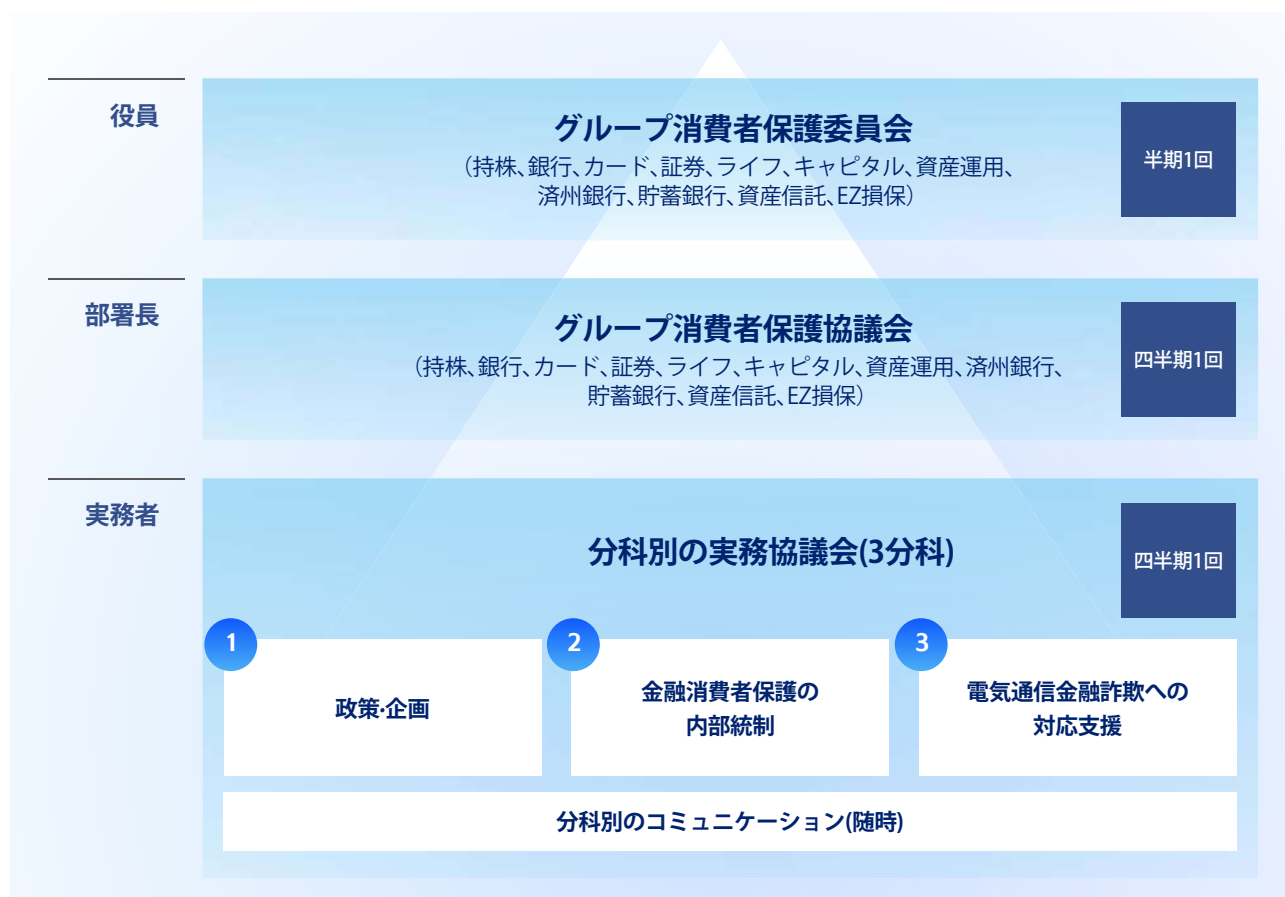 役員
グループ消費者保護委員会
（持株、銀行、カード、証券、ライフ、キャピタル、資産運用、
済州銀行、貯蓄銀行、資産信託、EZ損保）
半期1回
部署長
グループ消費者保護協議会
（持株、銀行、カード、証券、ライフ、キャピタル、資産運用、済州銀行、
貯蓄銀行、資産信託、EZ損保）
四半期1回
実務者
分科別の実務協議会(3分科)
四半期1回
1
政策·企画
2
金融消費者保護の
内部統制
3
電気通信金融詐欺への
対応支援
分科別のコミュニケーション(随時)